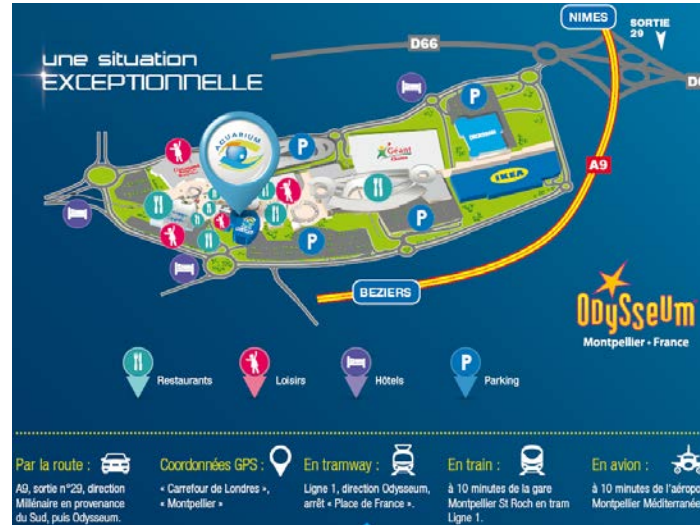 NIMES
SORTIE
29
D66
une situation
EXCEPTIONNELLE
AQUARIUM
Géant
IKEA
A9
BEZIERS
ODYSSEUM
Montpellier • France
Restaurants
Loisirs
Hôtels
Parking
Par la route :
A9, sortie n°29, direction
Millénaire en provenance
du Sud, puis Odysseum.
Coordonnées GPS :
« Carrefour de Londres »,
« Montpellier »
En tramway :
Ligne 1, direction Odysseum,
arrêt « Place de France ».
En train :
à 10 minutes de la gare
Montpellier St Roch en tram
Ligne 1.
En avion :
à 10 minutes de l'aéropo
Montpellier Méditerranée